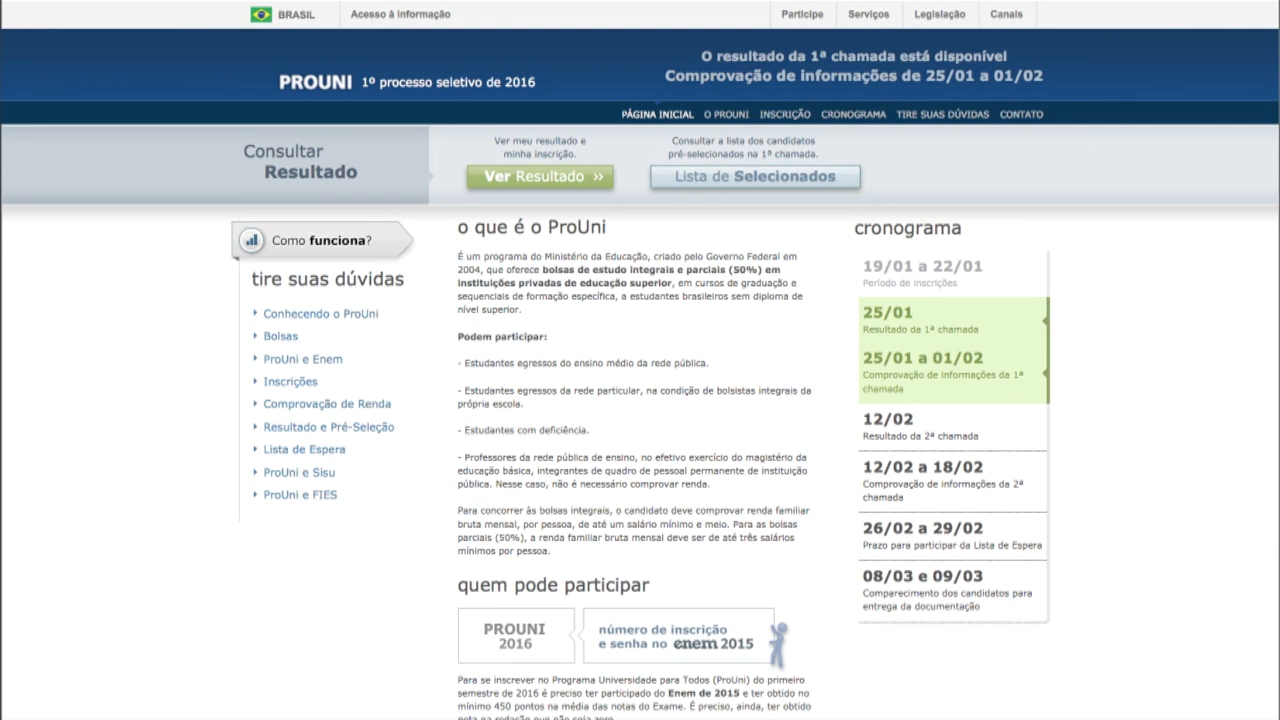 BRASIL
Acesso à informação
Participe
Serviços
Legislação
Canais
PROUNI 1º processo seletivo de 2016
O resultado da 1ª chamada está disponível
Comprovação de informações de 25/01 a 01/02
PÁGINA INICIAL O PROUNI INSCRIÇÃO CRONOGRAMA TIRE SUAS DÚVIDAS CONTATO
Consultar
Resultado
Ver meu resultado e
minha inscrição.
Ver Resultado »
Consultar a lista dos candidatos
pré-selecionados na 1ª chamada.
Lista de Selecionados
Como funciona?
tire suas dúvidas
Conhecendo o ProUni
Bolsas
ProUni e Enem
Inscrições
Comprovação de Renda
Resultado e Pré-Seleção
Lista de Espera
ProUni e Sisu
ProUni e FIES
o que é o ProUni
É um programa do Ministério da Educação, criado pelo Governo Federal em
2004, que oferece bolsas de estudo integrais e parciais (50%) em
instituições privadas de educação superior, em cursos de graduação e
sequenciais de formação específica, a estudantes brasileiros sem diploma de
nível superior.
Podem participar:
- Estudantes egressos do ensino médio da rede pública.
- Estudantes egressos da rede particular, na condição de bolsistas integrais da
própria escola.
- Estudantes com deficiência.
- Professores da rede pública de ensino, no efetivo exercício do magistério da
educação básica, integrantes de quadro de pessoal permanente de instituição
pública. Nesse caso, não é necessário comprovar renda.
Para concorrer às bolsas integrais, o candidato deve comprovar renda familiar
bruta mensal, por pessoa, de até um salário mínimo e meio. Para as bolsas
parciais (50%), a renda familiar bruta mensal deve ser de até três salários
mínimos por pessoa.
quem pode participar
PROUNI
2016
número de inscrição
e senha no enem 2015
Para se inscrever no Programa Universidade para Todos (ProUni) do primeiro
semestre de 2016 é preciso ter participado do Enem de 2015 e ter obtido no
mínimo 450 pontos na média das notas do Exame. É preciso, ainda, ter obtido
nota na redação que não seja zero.
cronograma
19/01 a 22/01
Período de inscrições
25/01
Resultado da 1ª chamada
25/01 a 01/02
Comprovação de informações da 1ª
chamada
12/02
Resultado da 2ª chamada
12/02 a 18/02
Comprovação de informações da 2ª
chamada
26/02 a 29/02
Prazo para participar da Lista de Espera
08/03 e 09/03
Comparecimento dos candidatos para
entrega da documentação